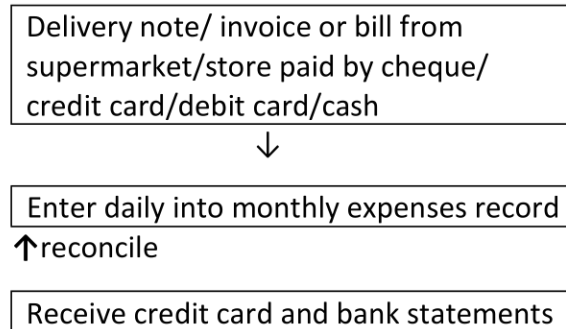 Delivery note/ invoice or bill from
supermarket/store paid by cheque/
credit card/debit card/cash
↓
Enter daily into monthly expenses record
↑reconcile
Receive credit card and bank statements